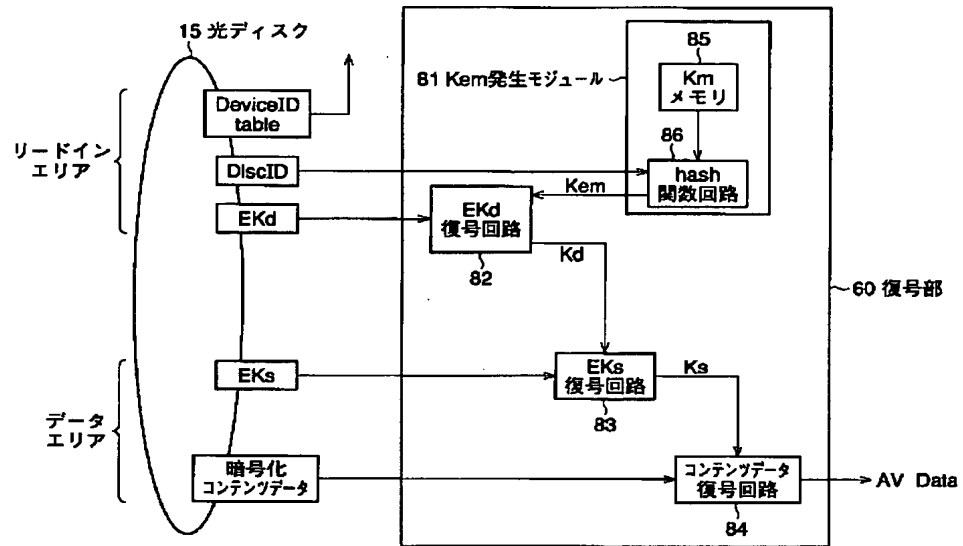 15 光ディスク
リードイン
エリア
DeviceID
table
DiscID
EKd
データ
エリア
EKs
暗号化
コンテンツデータ
81 Kem発生モジュール
85
Km
メモリ
86
hash
関数回路
Kem
EKd
復号回路
82
Kd
EKs
復号回路
83
Ks
コンテンツデータ
復号回路
84
AV Data
60 復号部